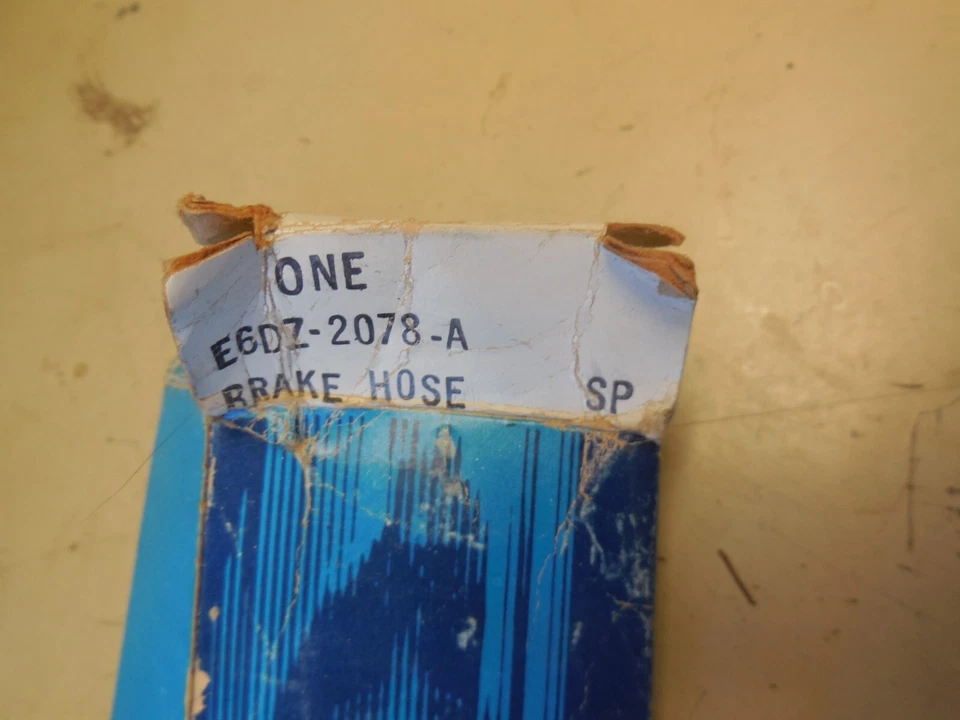 ONE
E6DZ-2078-A
BRAKE HOSE SP